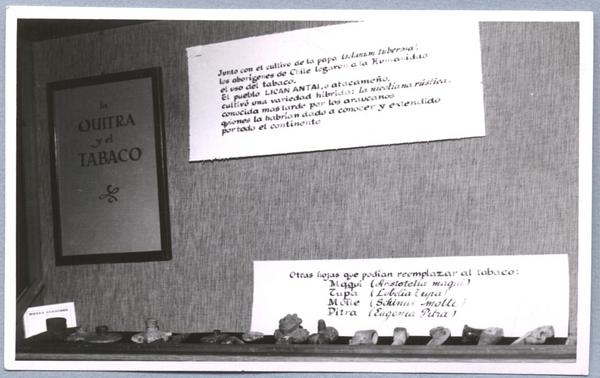 la
QUITRA
y el
TABACO
Junto con el cultivo de la papa (solanum tuberosa)
los aborígenes de Chile legaron a la Humanidad
el uso del tabaco.
El pueblo LICAN ANTAI, o atacameño,
cultivó una variedad híbrida: la nicotiana rústica,
conocida mas tarde por los araucanos
quienes la habrían dado a conocer y extendido
por todo el continente
Otras hojas que podían reemplazar al tabaco:
Maqui (Aristotelia maqui)
Tupa (Lobelia tupa)
Molle (Schinus molle)
Pitra (Eugenia Pitra)